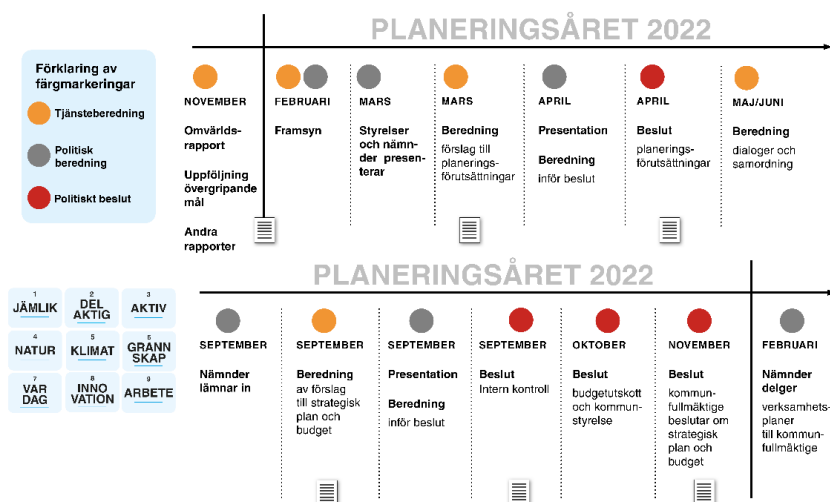 PLANERINGSÅRET 2022
Förklaring av
färgmarkeringar
Tjänsteberedning
Politisk
beredning
Politiskt beslut
NOVEMBER
Omvärlds-
rapport
Uppföljning
övergripande
mål
Andra
rapporter
FEBRUARI
Framsyn
MARS
Styrelser
och nämn-
der presen-
terar
MARS
Beredning
förslag till
planerings-
förutsättningar
APRIL
Presentation
Beredning
inför beslut
APRIL
Beslut
planerings-
förutsättningar
MAJ/JUNI
Beredning
dialoger och
samordning
PLANERINGSÅRET 2022
1
JÄMLIK
2
DEL
AKTIG
3
AKTIV
4
NATUR
5
KLIMAT
6
GRANN
SKAP
7
VAR
DAG
8
INNO
VATION
9
ARBETE
SEPTEMBER
Nämnder
lämnar in
SEPTEMBER
Beredning
av förslag
till strategisk
plan och
budget
SEPTEMBER
Presentation
Beredning
inför beslut
SEPTEMBER
Beslut
Intern kontroll
OKTOBER
Beslut
budgetutskott
och kommun-
styrelse
NOVEMBER
Beslut
kommun-
fullmäktige
beslutar om
strategisk
plan och
budget
FEBRUARI
Nämnder
delger
verksamhets-
planer
till kommun-
fullmäktige